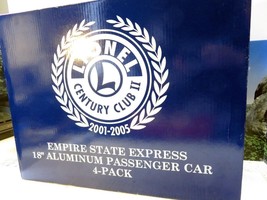 LIONEL
L
CENTURY CLUB II
2001-2005
EMPIRE STATE EXPRESS
18" ALUMINUM PASSENGER CAR
4-PACK